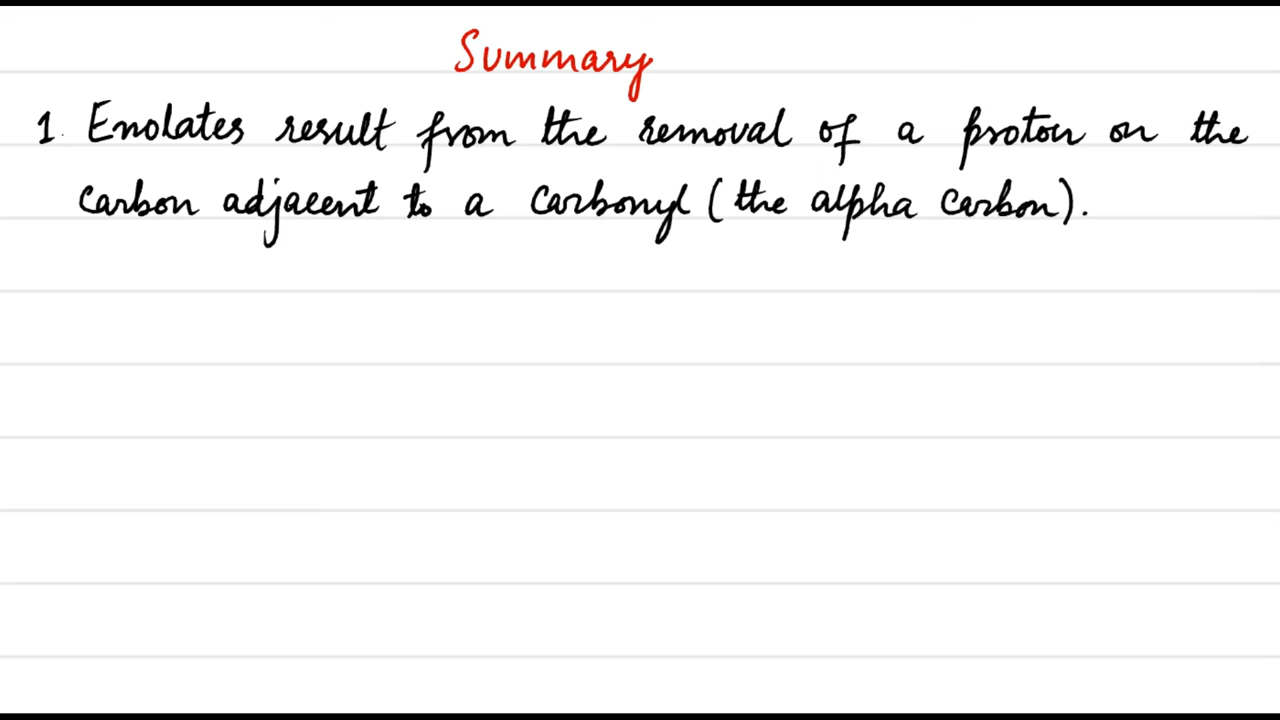 Summary
1. Enolates result from the removal of a proton on the
carbon adjacent to a carbonyl (the alpha carbon).